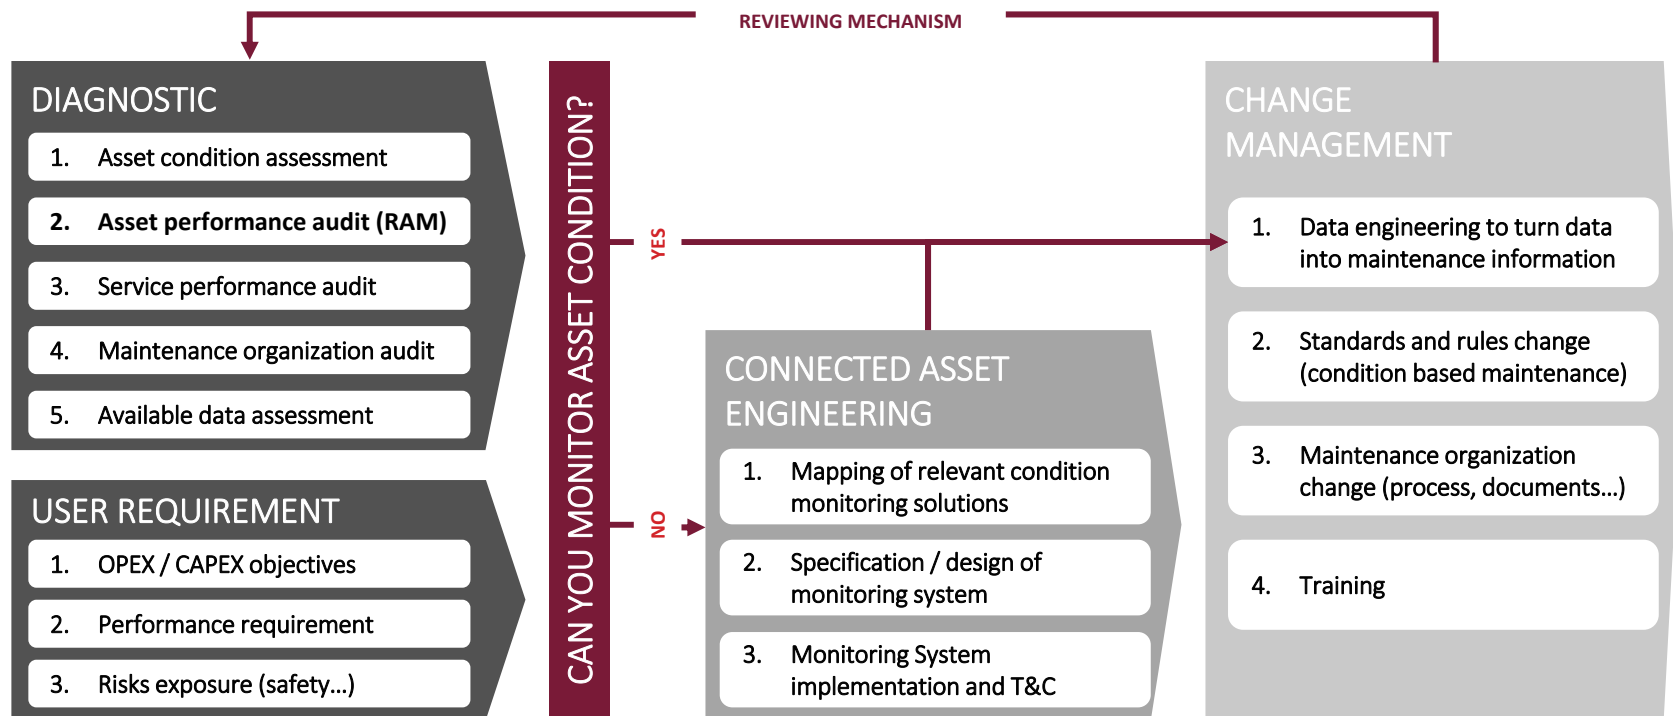 REVIEWING MECHANISM
DIAGNOSTIC
1. Asset condition assessment
2. Asset performance audit (RAM)
3. Service performance audit
4. Maintenance organization audit
5. Available data assessment
USER REQUIREMENT
1. OPEX / CAPEX objectives
2. Performance requirement
3. Risks exposure (safety...)
CAN YOU MONITOR ASSET CONDITION?
YES
NO
CONNECTED ASSET
ENGINEERING
1. Mapping of relevant condition
monitoring solutions
2. Specification / design of
monitoring system
3. Monitoring System
implementation and T&C
CHANGE
MANAGEMENT
1. Data engineering to turn data
into maintenance information
2. Standards and rules change
(condition based maintenance)
3. Maintenance organization
change (process, documents...)
4. Training